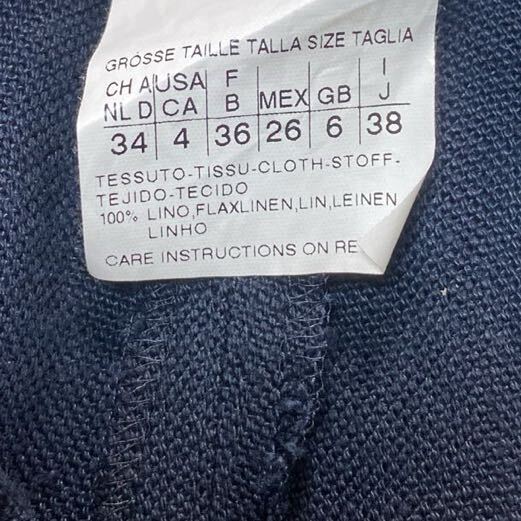 GRÖSSE TAILLE TALLA SIZE TAGLIA
CH A USA F I
NL D CA B MEX GB J
34 4 36 26 6 38
TESSUTO-TISSU-CLOTH-STOFF-
TEJIDO-TECIDO
100% LINO,FLAXLINEN,LIN,LEINEN
LINHO
CARE INSTRUCTIONS ON RE